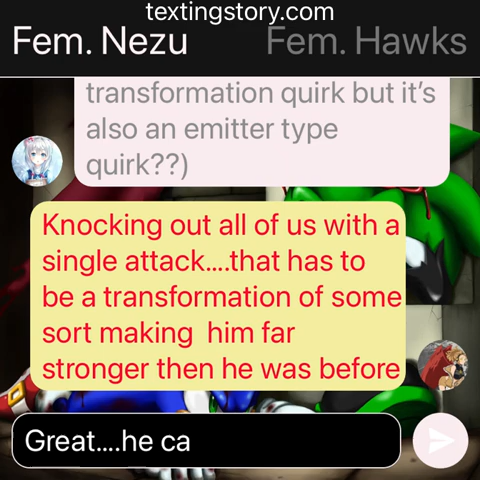 textingstory.com
Fem. Nezu Fem. Hawks
transformation quirk but it's
also an emitter type
quirk??)
Knocking out all of us with a
single attack....that has to
be a transformation of some
sort making  him far
stronger then he was before
Great....he ca